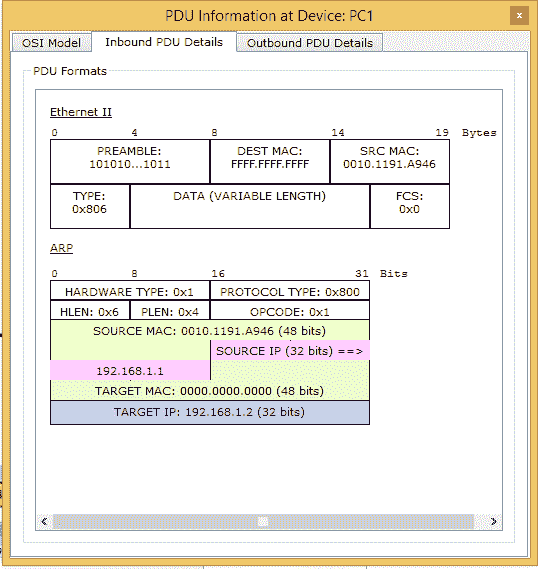 PDU Information at Device: PC1
x
OSI Model Inbound PDU Details Outbound PDU Details
PDU Formats
Ethernet II
0 4 8 14 19 Bytes
PREAMBLE: DEST MAC: SRC MAC:
101010...1011 FFFF.FFFF.FFFF 0010.1191.A946
TYPE: DATA (VARIABLE LENGTH) FCS:
0x806 0x0
ARP
0 8 16 31 Bits
HARDWARE TYPE: 0x1 PROTOCOL TYPE: 0x800
HLEN: 0x6 PLEN: 0x4 OPCODE: 0x1
SOURCE MAC: 0010.1191.A946 (48 bits)
SOURCE IP (32 bits) ==>
192.168.1.1
TARGET MAC: 0000.0000.0000 (48 bits)
TARGET IP: 192.168.1.2 (32 bits)